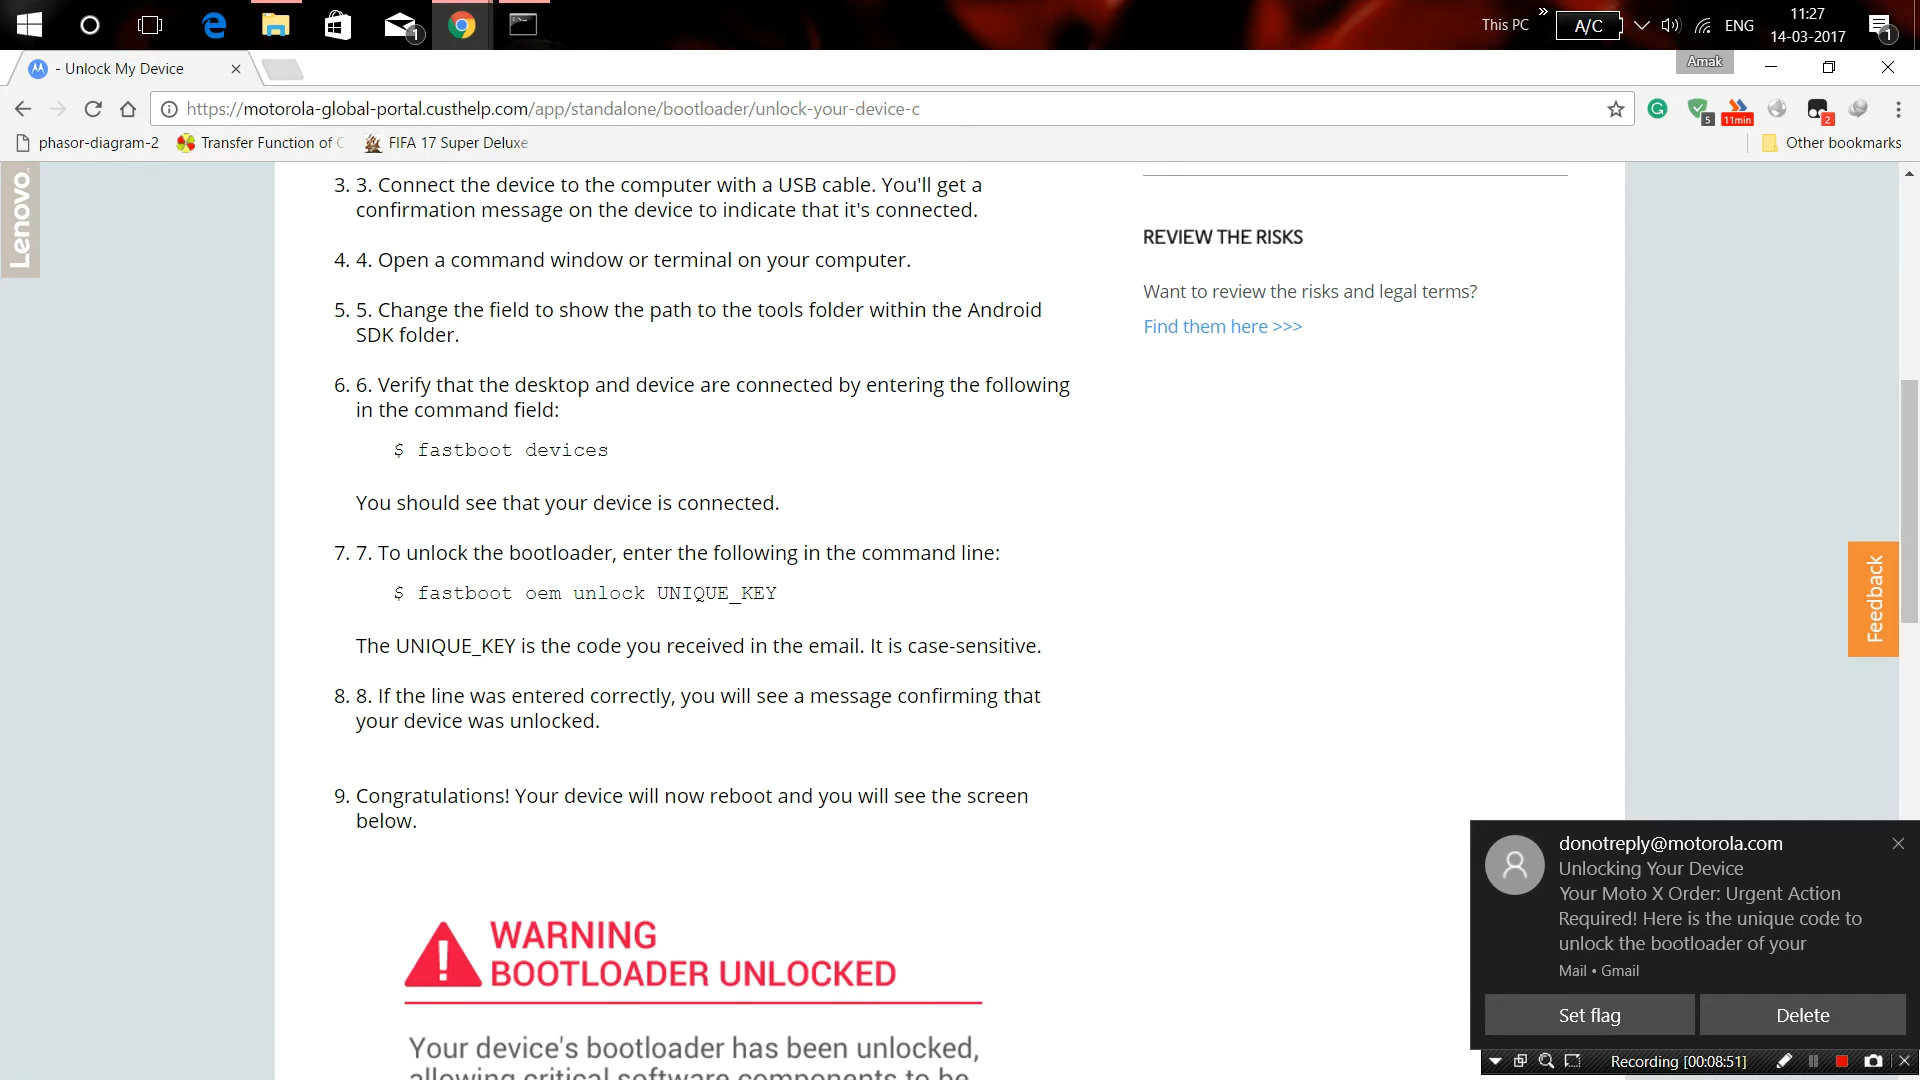 This PC
»
A/C
ENG
11:27
14-03-2017
1
1
- Unlock My Device
Amak
https://motorola-global-portal.custhelp.com/app/standalone/bootloader/unlock-your-device-c
5
11min
2
phasor-diagram-2
Transfer Function of C
FIFA 17 Super Deluxe
Other bookmarks
Lenovo
3. 3. Connect the device to the computer with a USB cable. You'll get a
confirmation message on the device to indicate that it's connected.
4. 4. Open a command window or terminal on your computer.
5. 5. Change the field to show the path to the tools folder within the Android
SDK folder.
6. 6. Verify that the desktop and device are connected by entering the following
in the command field:
$ fastboot devices
You should see that your device is connected.
7. 7. To unlock the bootloader, enter the following in the command line:
$ fastboot oem unlock UNIQUE_KEY
The UNIQUE_KEY is the code you received in the email. It is case-sensitive.
8. 8. If the line was entered correctly, you will see a message confirming that
your device was unlocked.
9. Congratulations! Your device will now reboot and you will see the screen
below.
WARNING
BOOTLOADER UNLOCKED
Your device's bootloader has been unlocked,
allowing critical software components to be
REVIEW THE RISKS
Want to review the risks and legal terms?
Find them here >>>
Feedback
donotreply@motorola.com
Unlocking Your Device
Your Moto X Order: Urgent Action
Required! Here is the unique code to
unlock the bootloader of your
Mail • Gmail
Set flag
Delete
Recording [00:08:51]